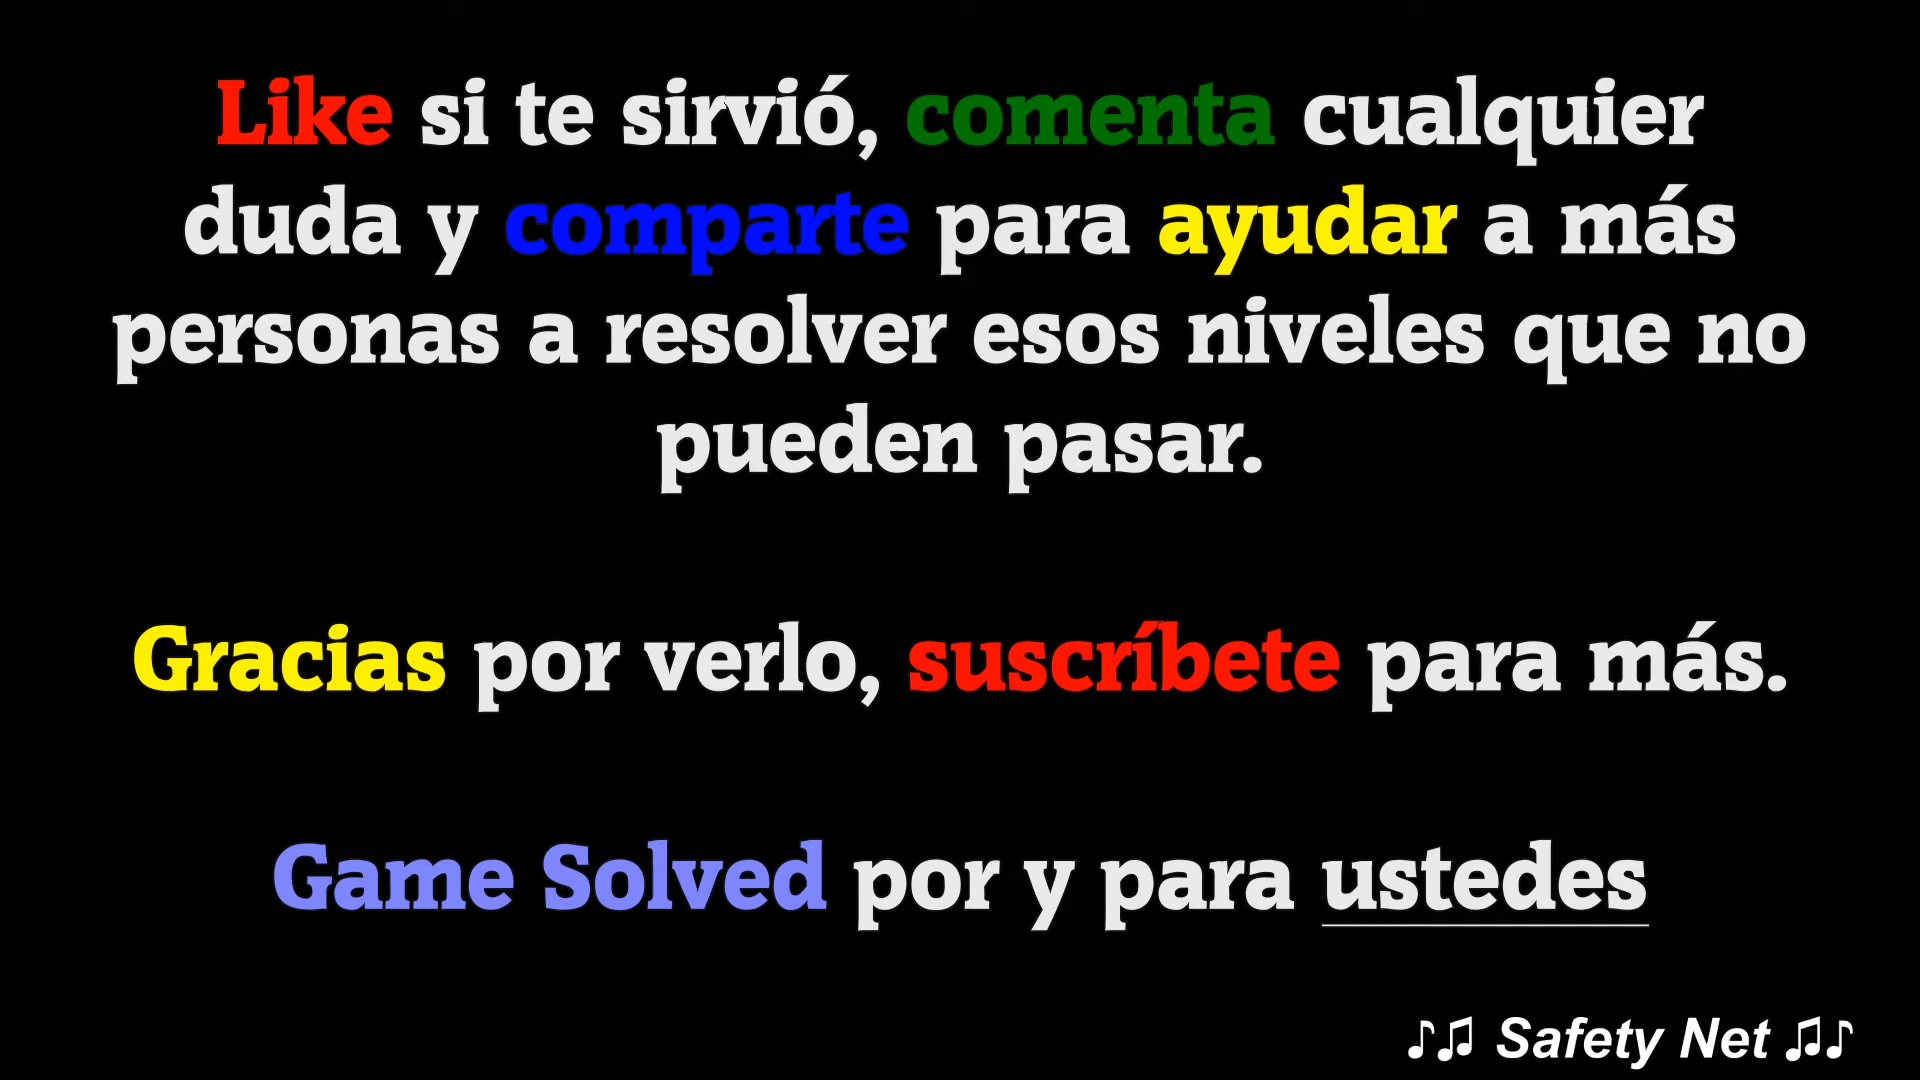 Like si te sirvió, comenta cualquier
duda y comparte para ayudar a más
personas a resolver esos niveles que no
pueden pasar.
Gracias por verlo, suscríbete para más.
Game Solved por y para ustedes
♪♫ Safety Net ♫♪